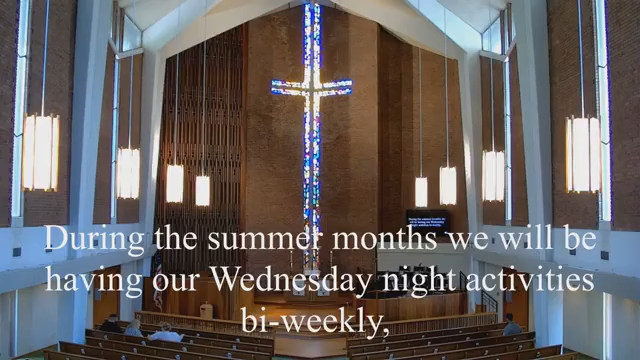 During the summer months we will be
having our Wednesday night activities
bi-weekly,